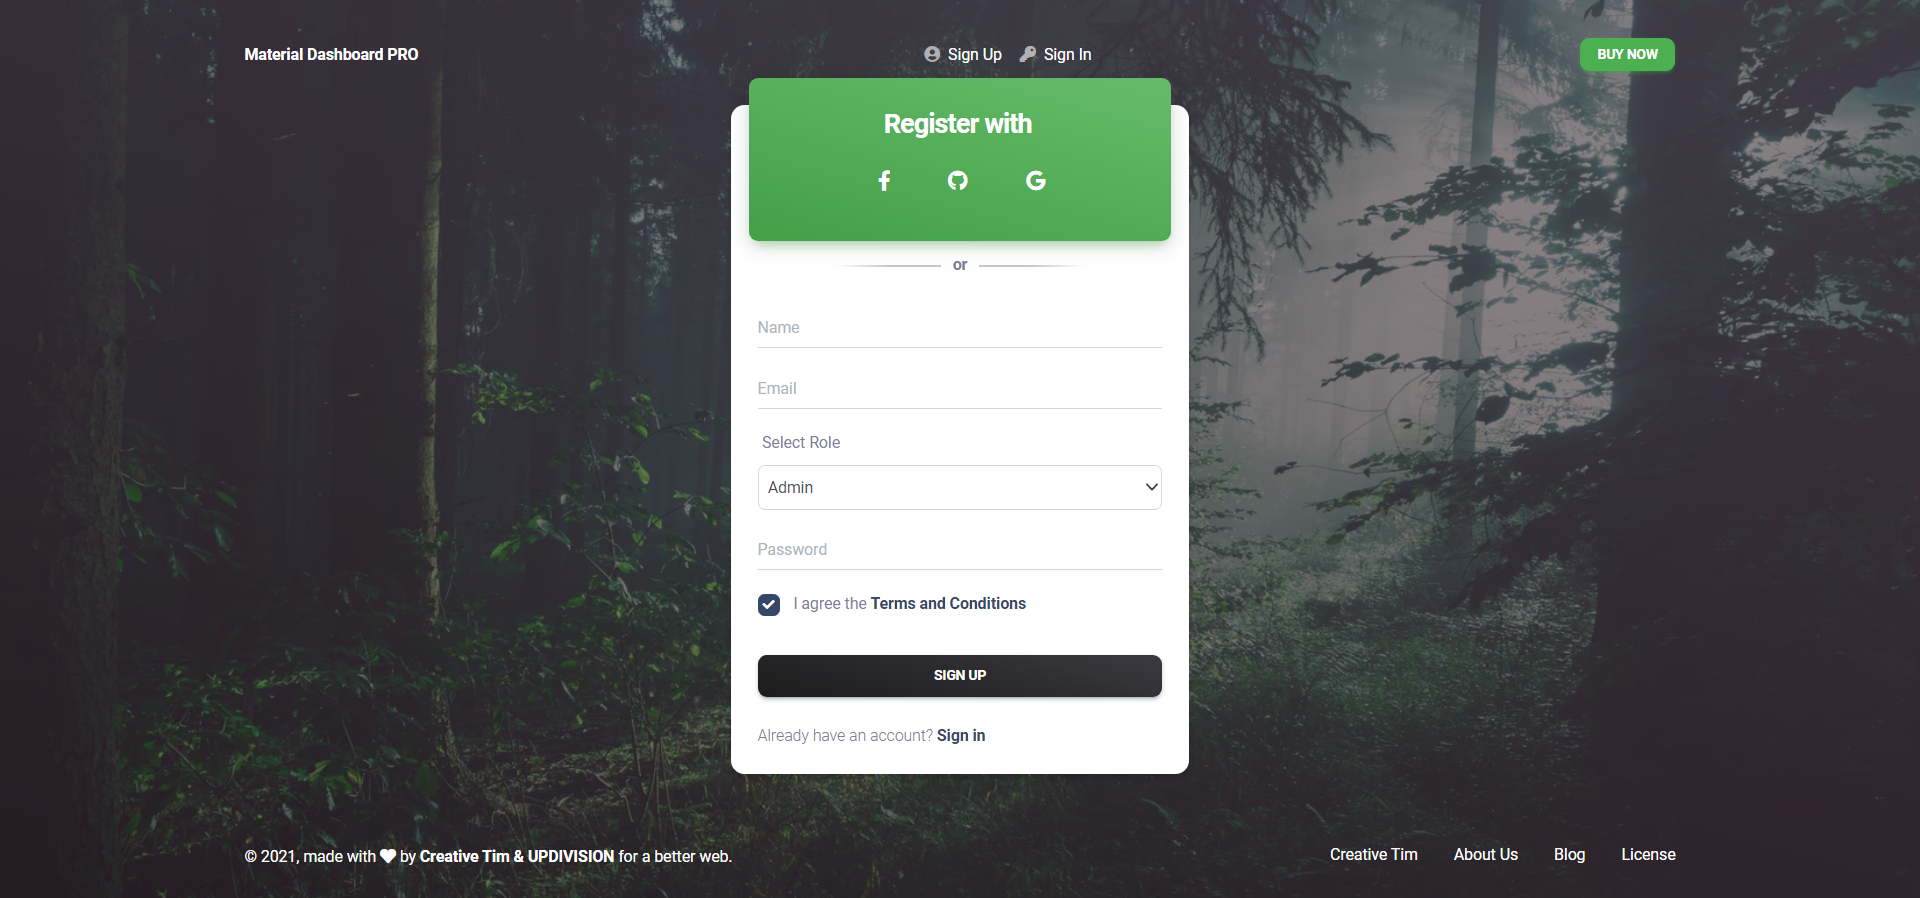 Material Dashboard PRO
Sign Up
Sign In
BUY NOW
Register with
or
Name
Email
Select Role
Admin
Password
I agree the Terms and Conditions
SIGN UP
Already have an account? Sign in
© 2021, made with by Creative Tim & UPDIVISION for a better web.
Creative Tim
About Us
Blog
License